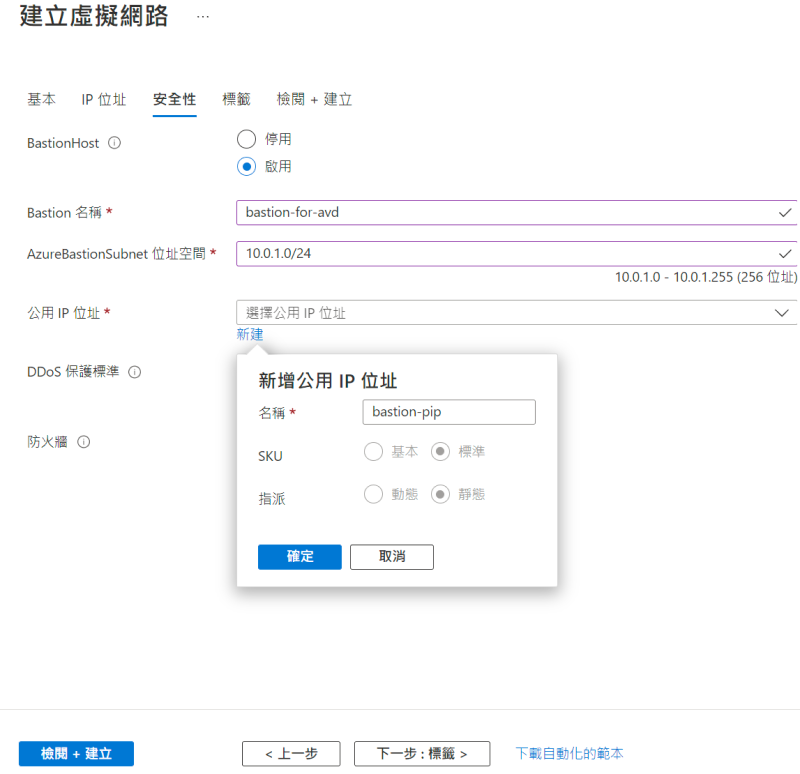 建立虛擬網路 ...
基本 IP 位址 安全性 標籤 檢閱 + 建立
BastionHost
停用
啟用
Bastion 名稱 *
bastion-for-avd
AzureBastionSubnet 位址空間 *
10.0.1.0/24
10.0.1.0 - 10.0.1.255 (256 位址)
公用 IP 位址 *
選擇公用 IP 位址
新建
DDoS 保護標準
防火牆
新增公用 IP 位址
名稱 *
bastion-pip
SKU
基本 標準
指派
動態 靜態
確定 取消
檢閱 + 建立 < 上一步 下一步 : 標籤 > 下載自動化的範本